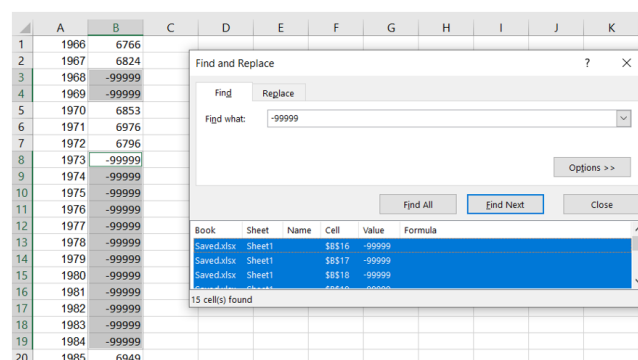 A B C D E F G H I J K
1 1966 6766
2 1967 6824
3 1968 -99999
4 1969 -99999
5 1970 6853
6 1971 6976
7 1972 6796
8 1973 -99999
9 1974 -99999
10 1975 -99999
11 1976 -99999
12 1977 -99999
13 1978 -99999
14 1979 -99999
15 1980 -99999
16 1981 -99999
17 1982 -99999
18 1983 -99999
19 1984 -99999
20 1985 6949
Find and Replace ? ×
Find Replace
Find what: -99999
Options >>
Find All Find Next Close
Book Sheet Name Cell Value Formula
Saved.xlsx Sheet1 $B$16 -99999
Saved.xlsx Sheet1 $B$17 -99999
Saved.xlsx Sheet1 $B$18 -99999
15 cell(s) found